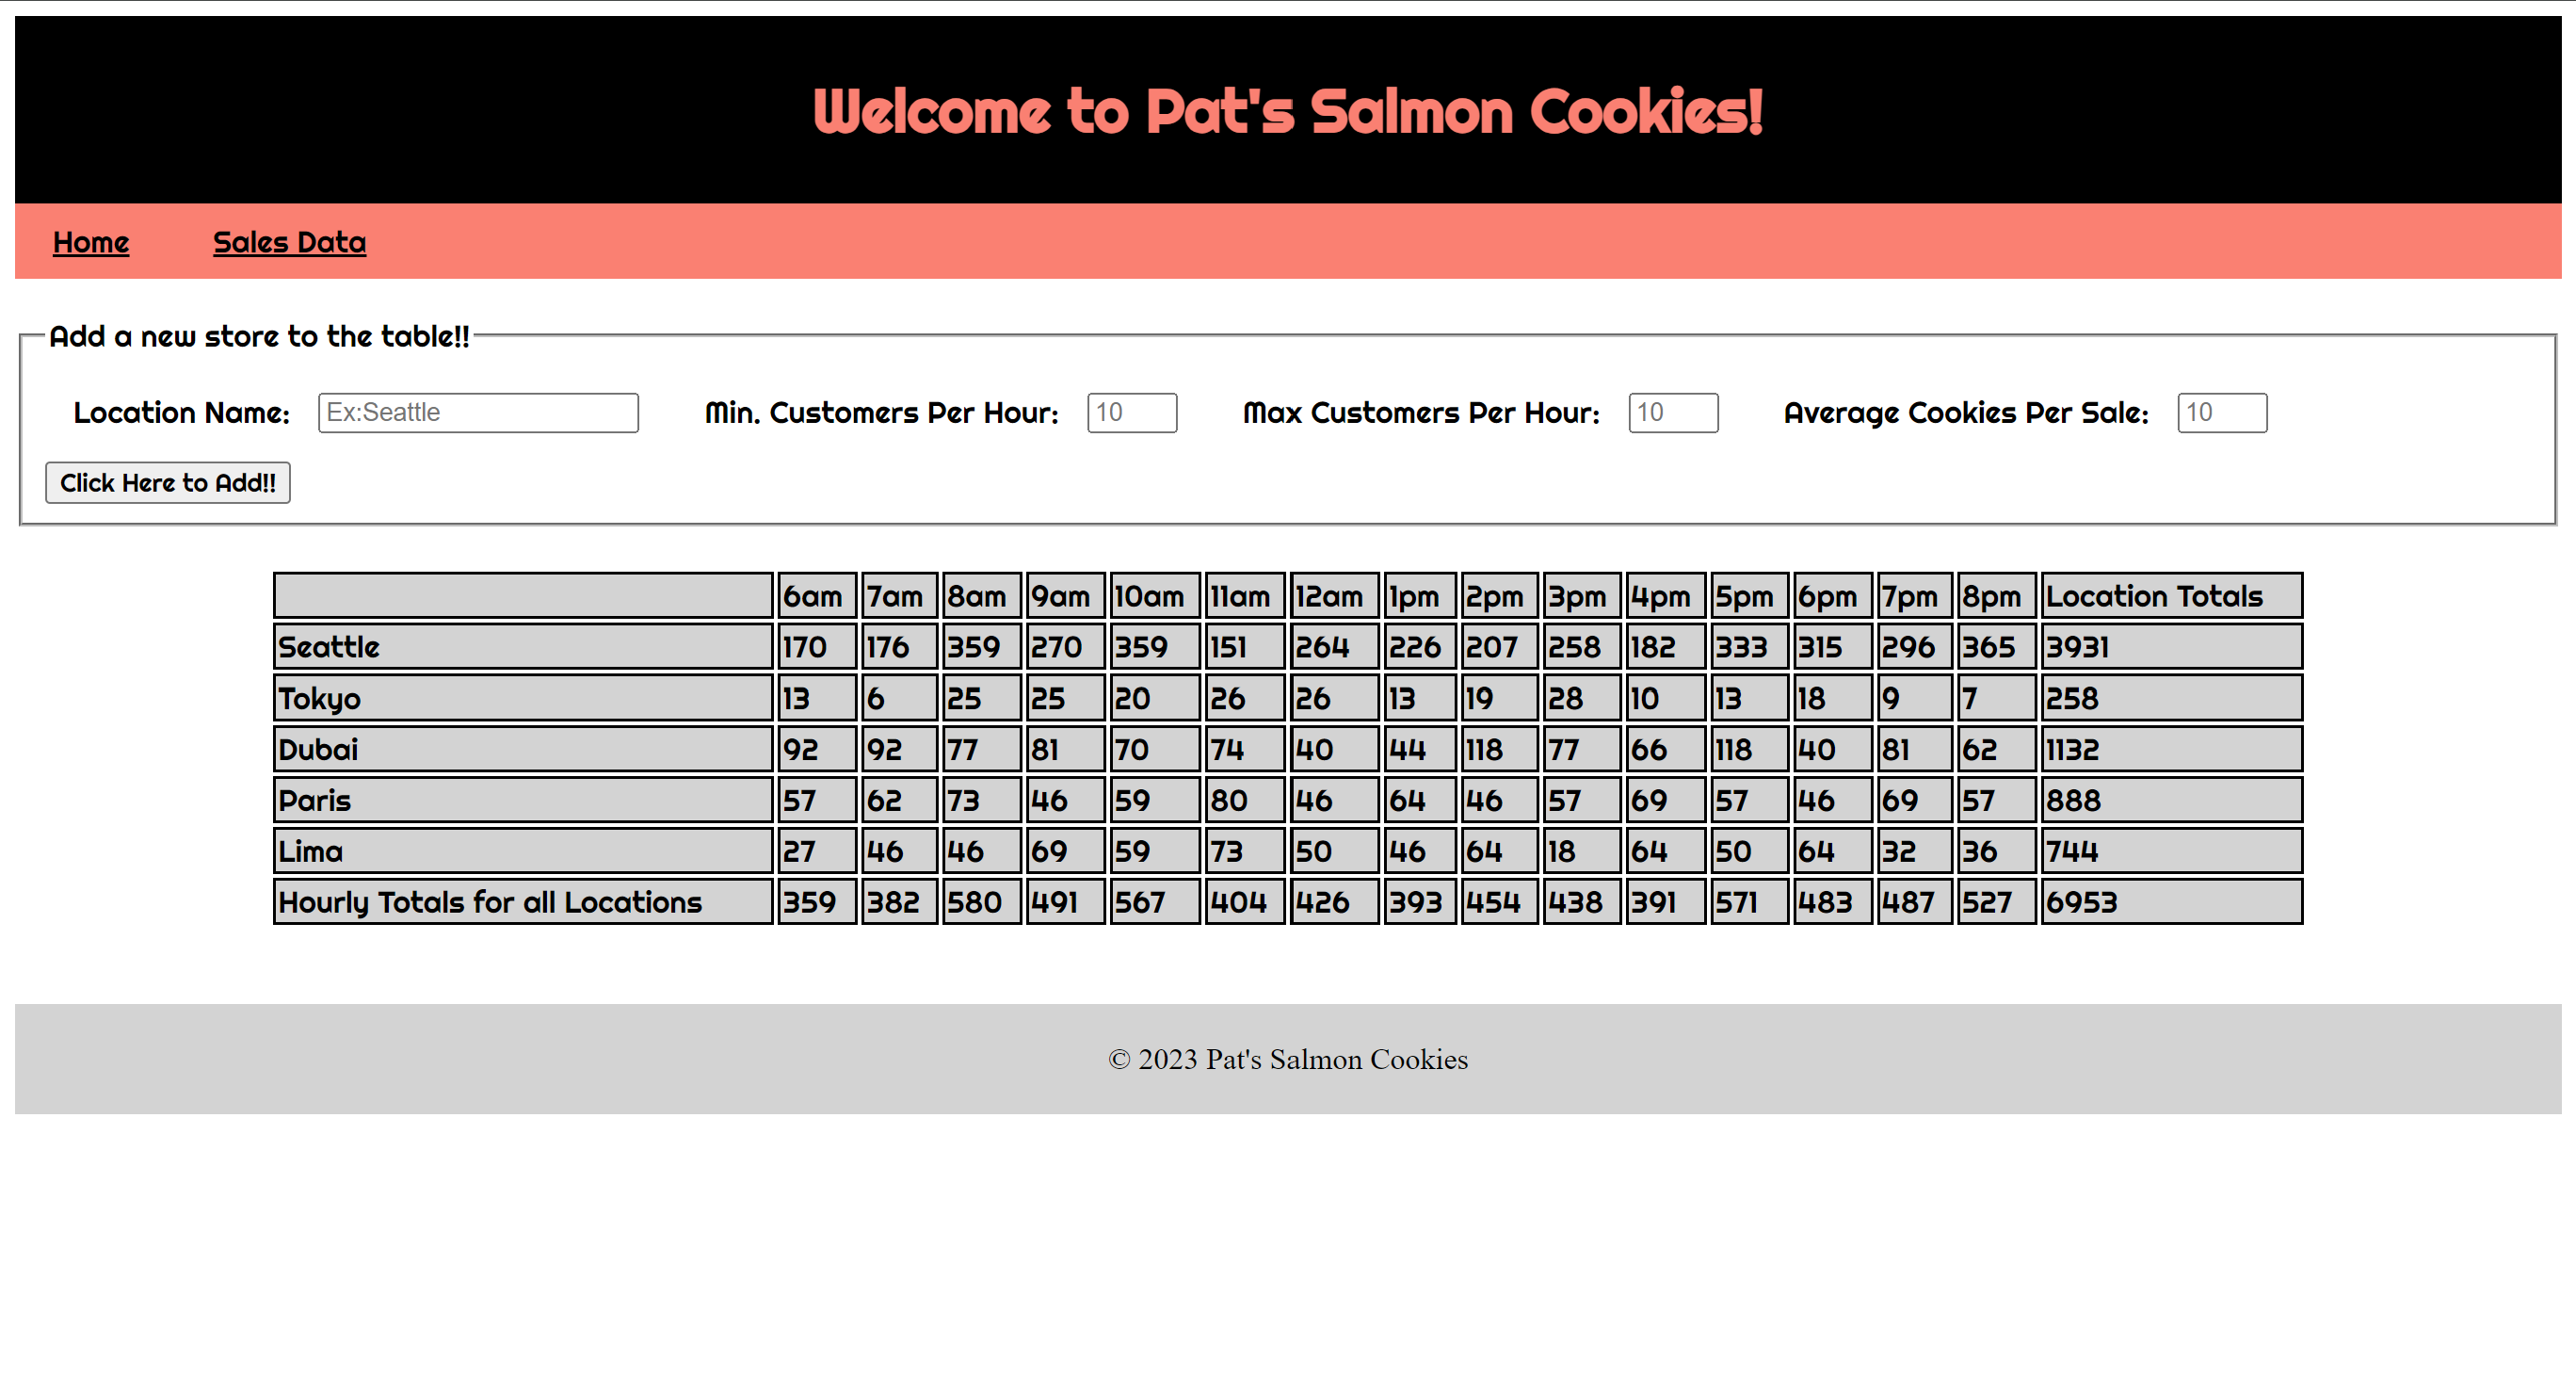 Welcome to Pat's Salmon Cookies!
Home Sales Data
Add a new store to the table!!
Location Name: Ex:Seattle Min. Customers Per Hour: 10 Max Customers Per Hour: 10 Average Cookies Per Sale: 10
Click Here to Add!!
6am 7am 8am 9am 10am 11am 12am 1pm 2pm 3pm 4pm 5pm 6pm 7pm 8pm Location Totals
Seattle 170 176 359 270 359 151 264 226 207 258 182 333 315 296 365 3931
Tokyo 13 6 25 25 20 26 26 13 19 28 10 13 18 9 7 258
Dubai 92 92 77 81 70 74 40 44 118 77 66 118 40 81 62 1132
Paris 57 62 73 46 59 80 46 64 46 57 69 57 46 69 57 888
Lima 27 46 46 69 59 73 50 46 64 18 64 50 64 32 36 744
Hourly Totals for all Locations 359 382 580 491 567 404 426 393 454 438 391 571 483 487 527 6953
© 2023 Pat's Salmon Cookies